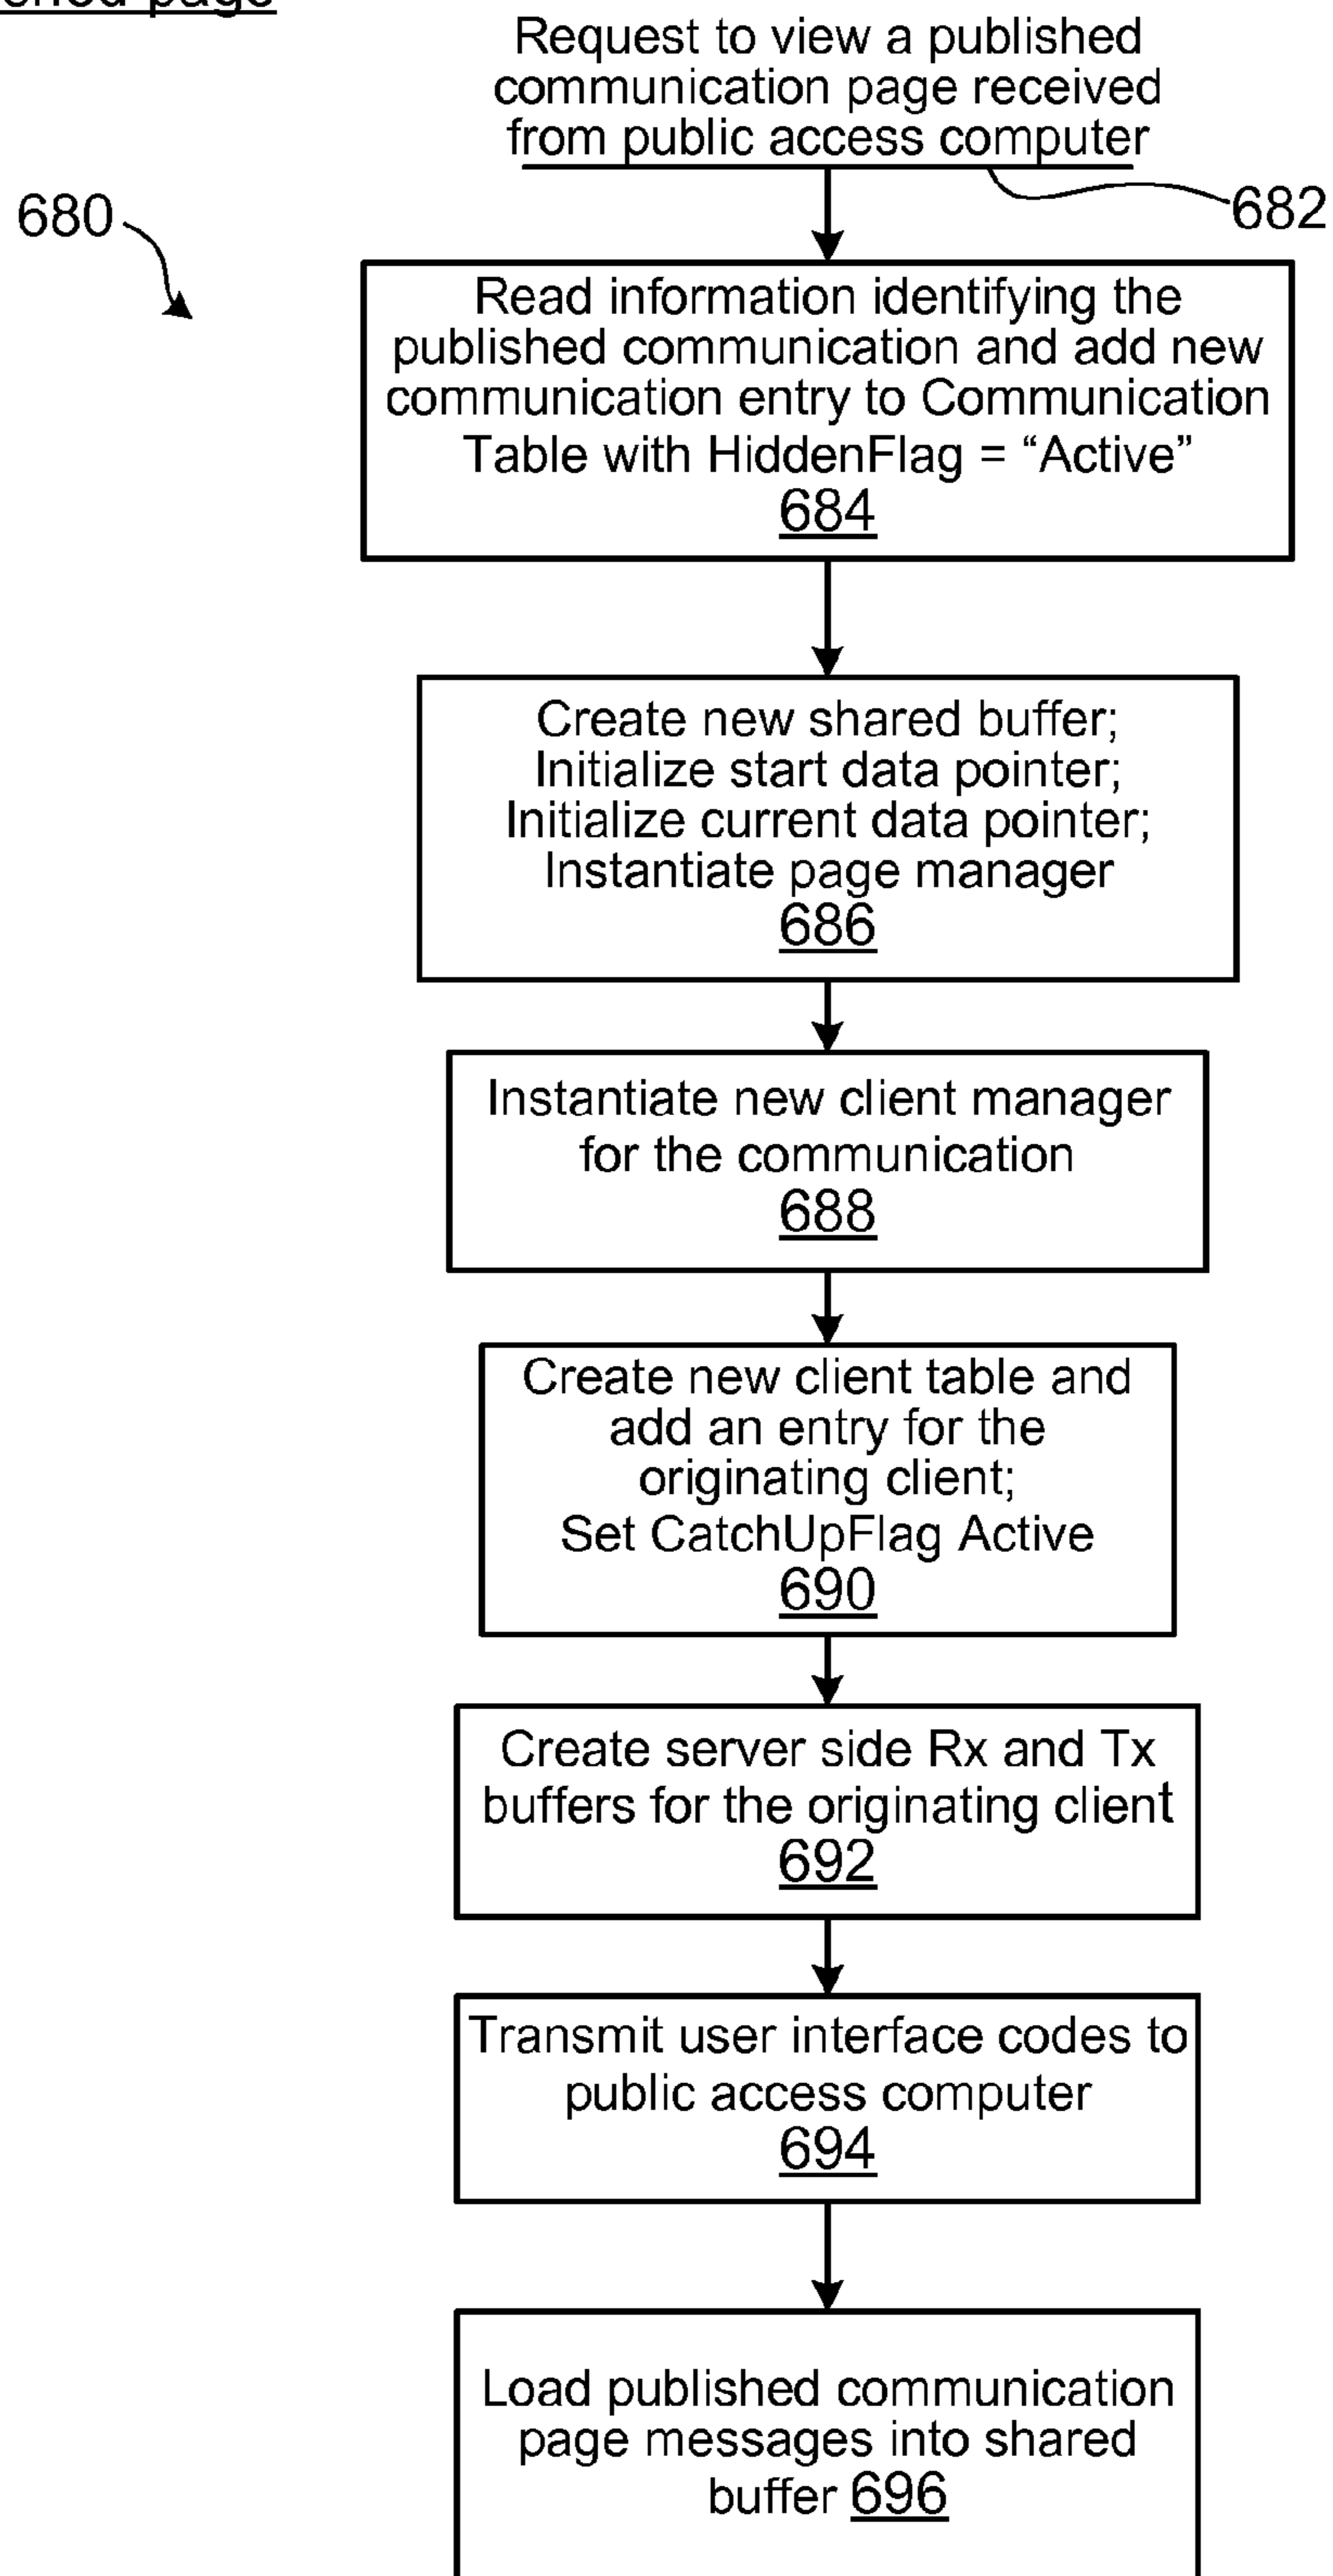 page
Request to view a published
communication page received
from public access computer
680
682
Read information identifying the
published communication and add new
communication entry to Communication
Table with HiddenFlag = “Active”
684
Create new shared buffer;
Initialize start data pointer;
Initialize current data pointer;
Instantiate page manager
686
Instantiate new client manager
for the communication
688
Create new client table and
add an entry for the
originating client;
Set CatchUpFlag Active
690
Create server side Rx and Tx
buffers for the originating client
692
Transmit user interface codes to
public access computer
694
Load published communication
page messages into shared
buffer 696